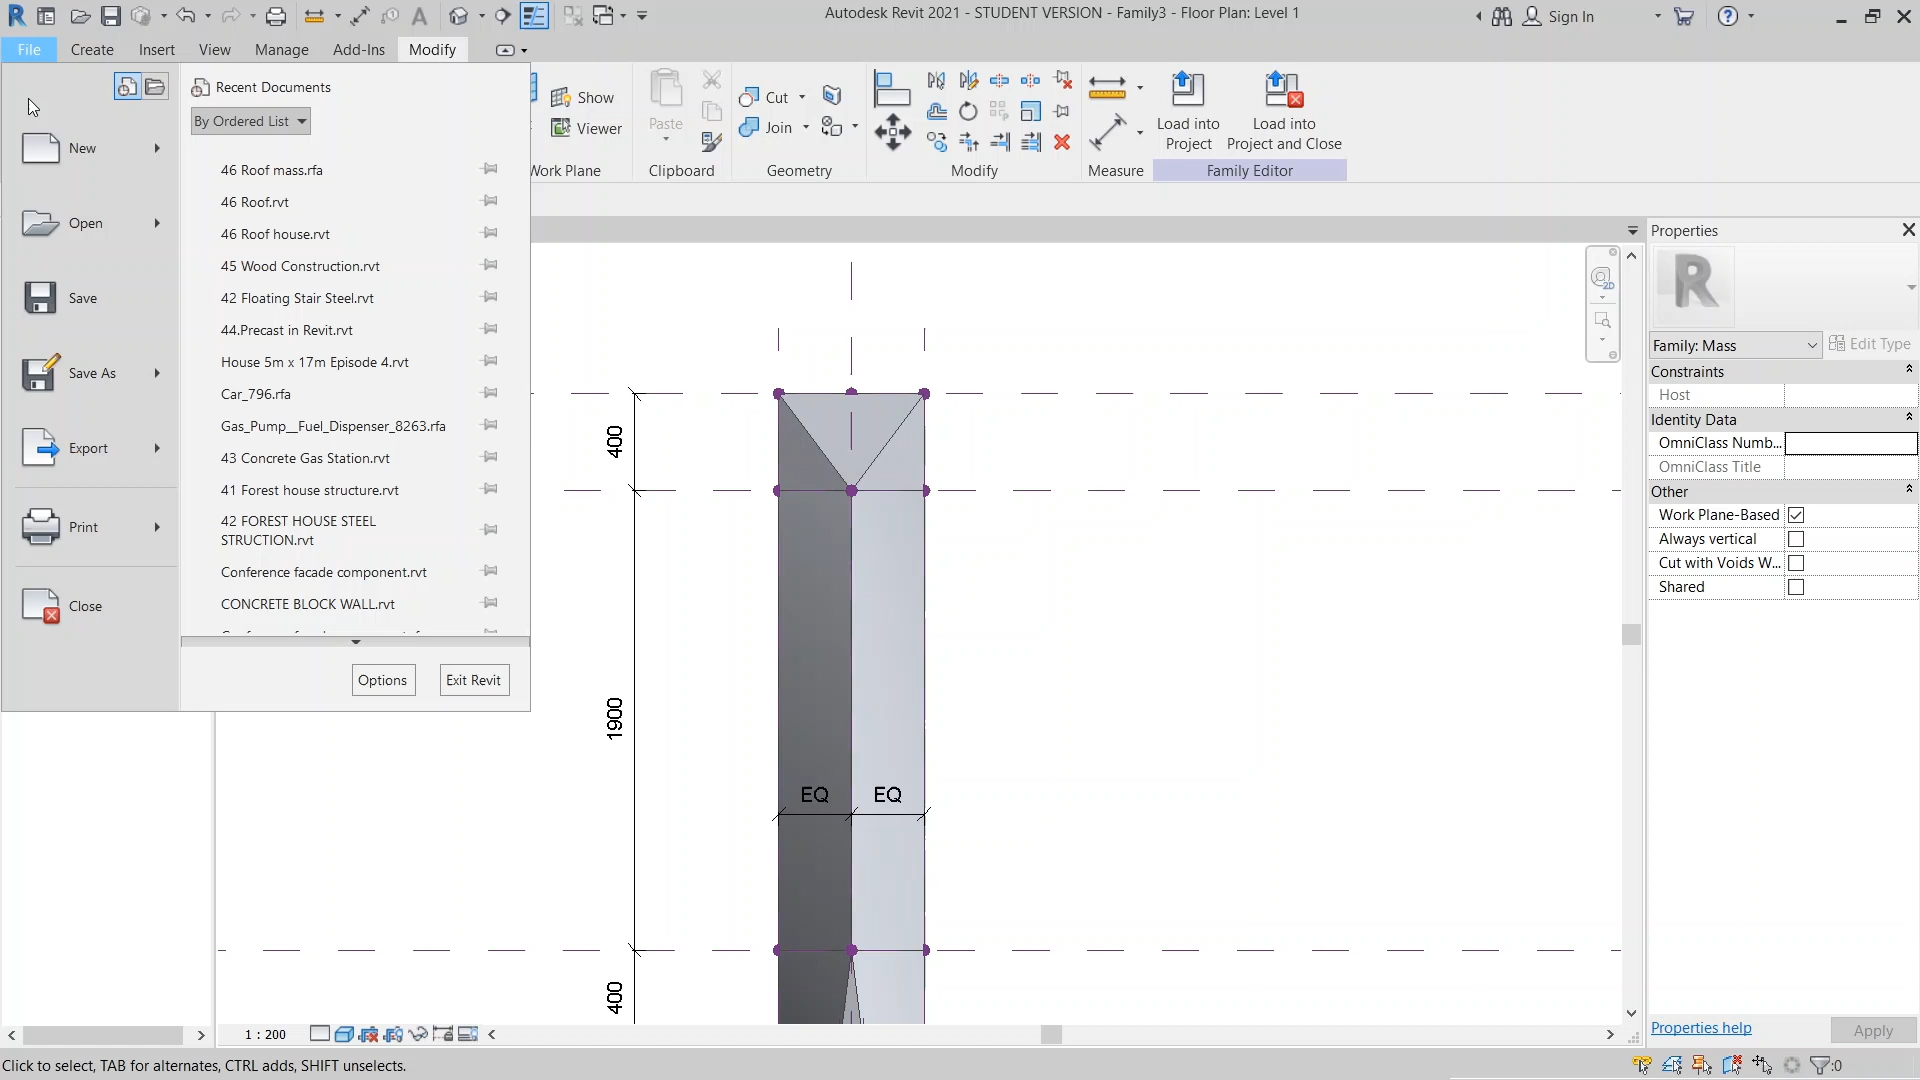 Autodesk Revit 2021 - STUDENT VERSION - Family3 - Floor Plan: Level 1
Sign In
File Create Insert View Manage Add-Ins Modify
Show
Viewer
Work Plane
Paste
Clipboard
Cut
Join
Geometry
Modify
Measure
Load into
Project
Load into
Project and Close
Family Editor
Recent Documents
By Ordered List
New
Open
Save
Save As
Export
Print
Close
46 Roof mass.rfa
46 Roof.rvt
46 Roof house.rvt
45 Wood Construction.rvt
42 Floating Stair Steel.rvt
44.Precast in Revit.rvt
House 5m x 17m Episode 4.rvt
Car_796.rfa
Gas_Pump__Fuel_Dispenser_8263.rfa
43 Concrete Gas Station.rvt
41 Forest house structure.rvt
42 FOREST HOUSE STEEL
STRUCTION.rvt
Conference facade component.rvt
CONCRETE BLOCK WALL.rvt
Options
Exit Revit
400
1900
EQ EQ
400
2D
Properties
R
Family: Mass
Edit Type
Constraints
Host
Identity Data
OmniClass Numb...
OmniClass Title
Other
Work Plane-Based
Always vertical
Cut with Voids W...
Shared
Properties help
Apply
1 : 200
Click to select, TAB for alternates, CTRL adds, SHIFT unselects.
:0